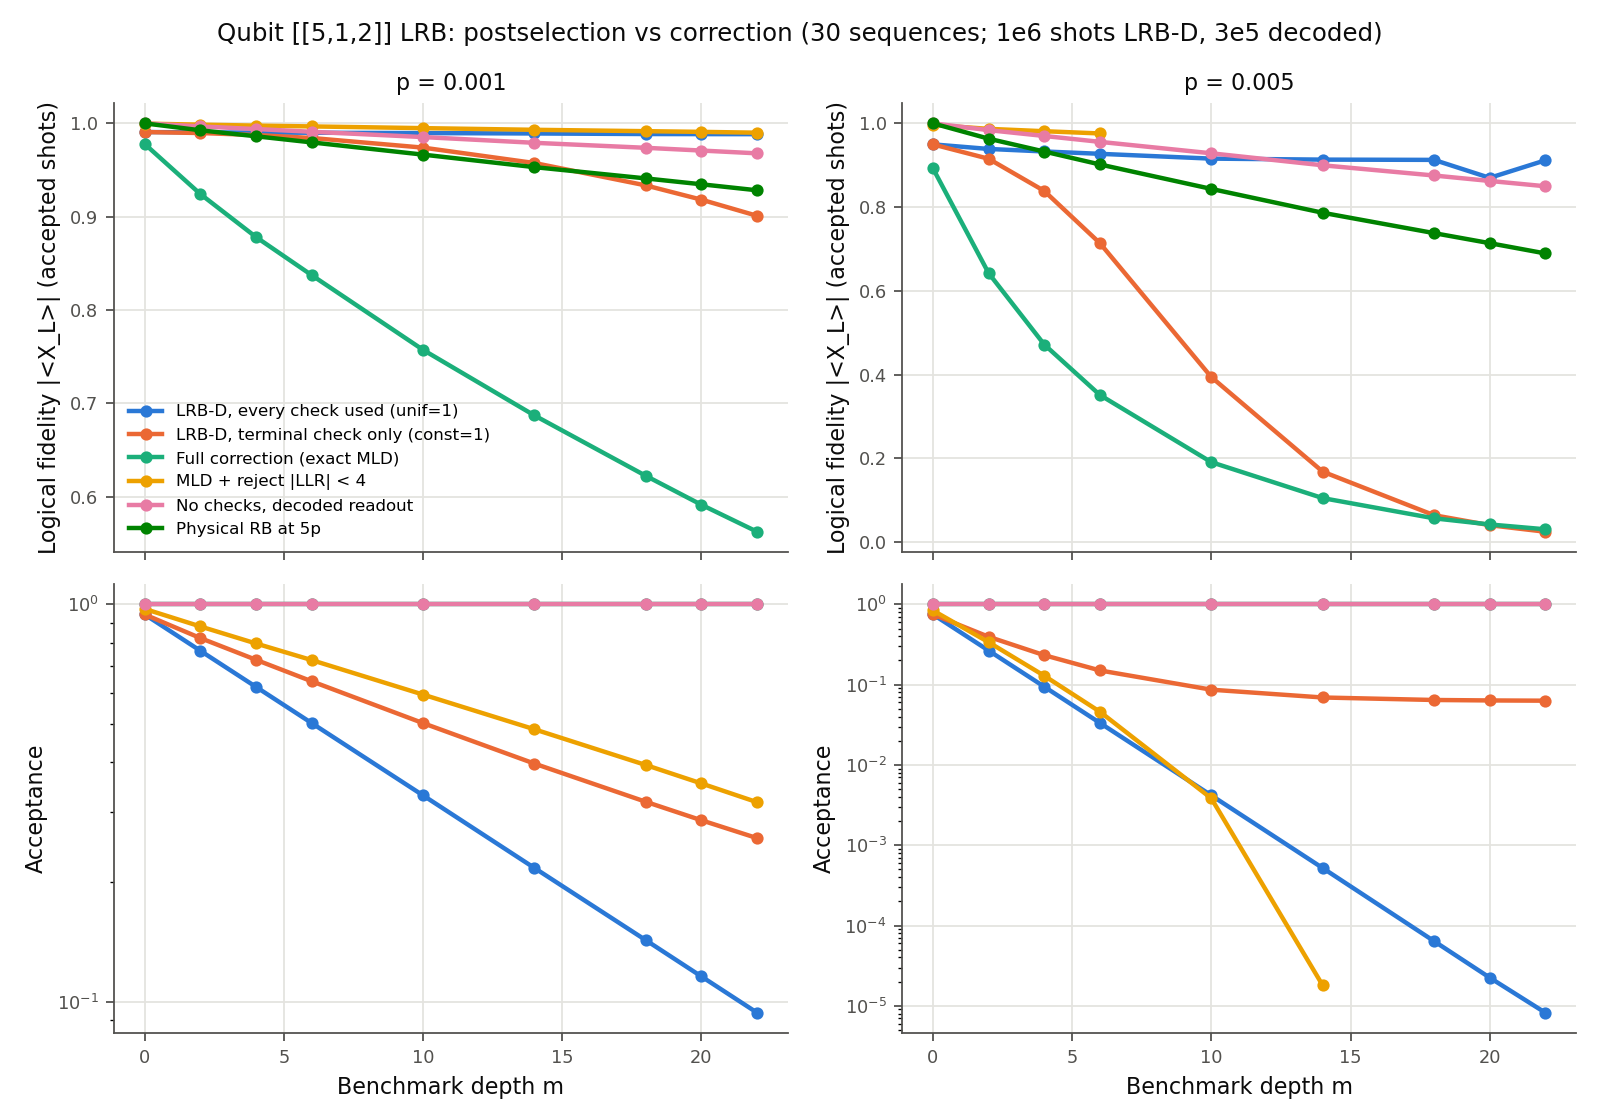 Qubit [[5,1,2]] LRB: postselection vs correction (30 sequences; 1e6 shots LRB-D, 3e5 decoded)
p = 0.001
Logical fidelity |<X_L>| (accepted shots)
1.0
0.9
0.8
0.7
0.6
LRB-D, every check used (unif=1)
LRB-D, terminal check only (const=1)
Full correction (exact MLD)
MLD + reject |LLR| < 4
No checks, decoded readout
Physical RB at 5p
p = 0.005
Logical fidelity |<X_L>| (accepted shots)
1.0
0.8
0.6
0.4
0.2
0.0
Acceptance
10⁰
10⁻¹
0 5 10 15 20
Benchmark depth m
Acceptance
10⁰
10⁻¹
10⁻²
10⁻³
10⁻⁴
10⁻⁵
0 5 10 15 20
Benchmark depth m